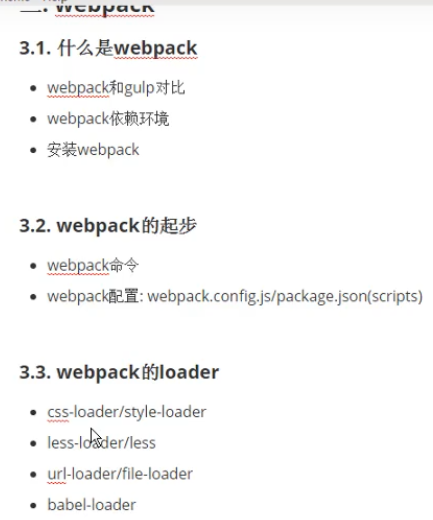 3.1. 什么是webpack
webpack和gulp对比
webpack依赖环境
安装webpack
3.2. webpack的起步
webpack命令
webpack配置: webpack.config.js/package.json(scripts)
3.3. webpack的loader
css-loader/style-loader
less-loader/less
url-loader/file-loader
babel-loader